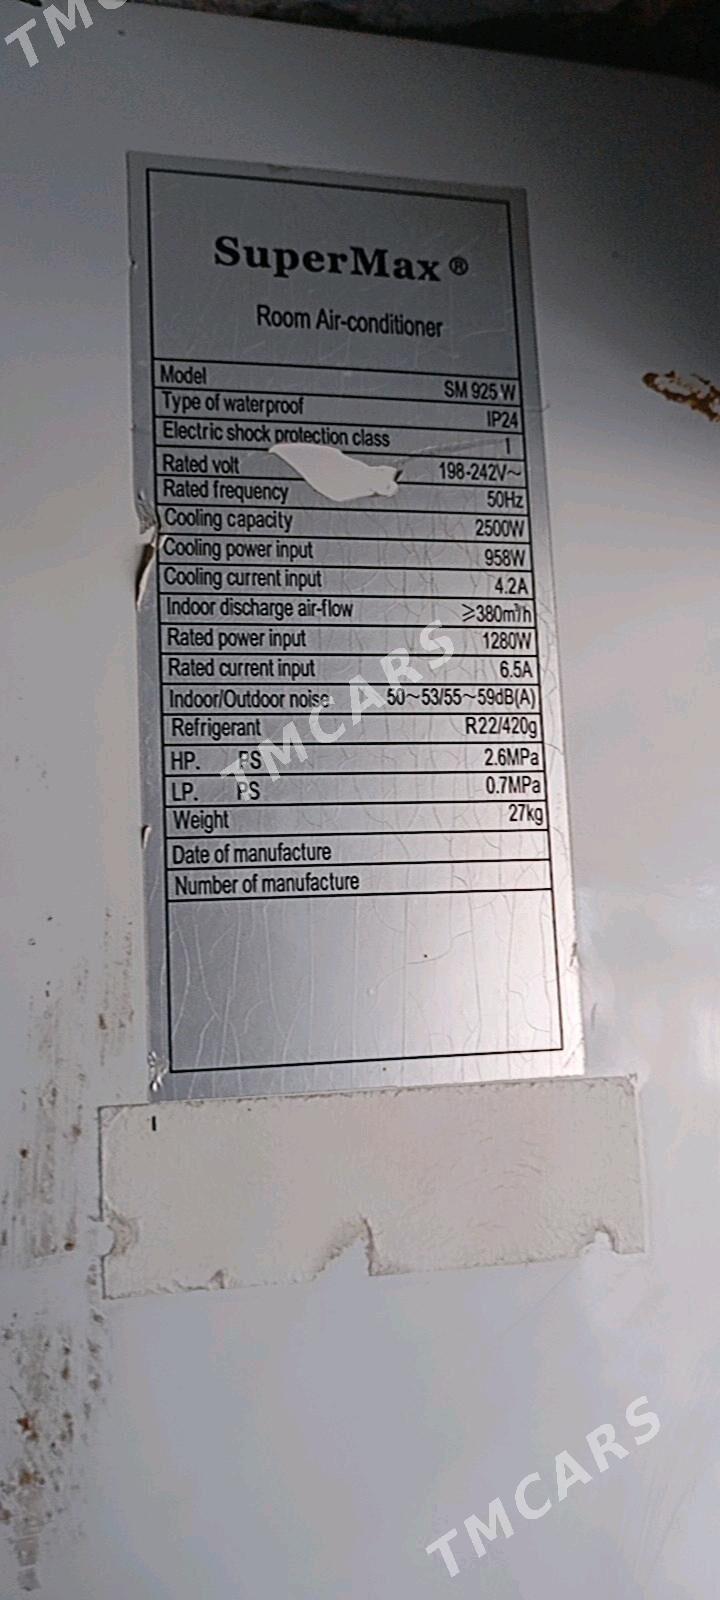 TMC
SuperMax ®
Room Air-conditioner
Model SM 925 W
Type of waterproof IP24
Electric shock protection class 1
Rated volt 198-242V~
Rated frequency 50Hz
Cooling capacity 2500W
Cooling power input 958W
Cooling current input 4.2A
Indoor discharge air-flow ≥380m³/h
Rated power input 1280W
Rated current input 6.5A
Indoor/Outdoor noise 50~53/55~59dB(A)
Refrigerant R22/420g
HP. PS 2.6MPa
LP. PS 0.7MPa
Weight 27kg
Date of manufacture
Number of manufacture
TMCARS
TMCARS